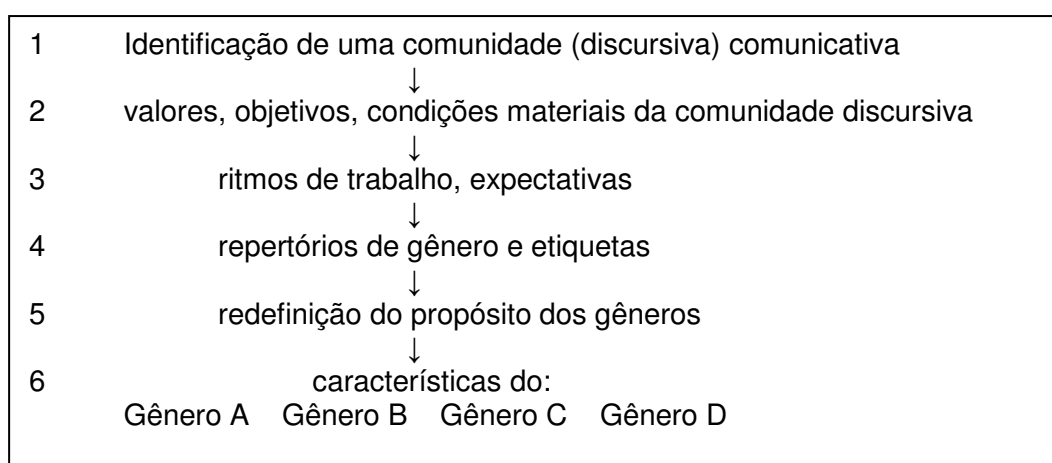 1 Identificação de uma comunidade (discursiva) comunicativa
↓
2 valores, objetivos, condições materiais da comunidade discursiva
↓
3 ritmos de trabalho, expectativas
↓
4 repertórios de gênero e etiquetas
↓
5 redefinição do propósito dos gêneros
↓
6 características do:
Gênero A Gênero B Gênero C Gênero D